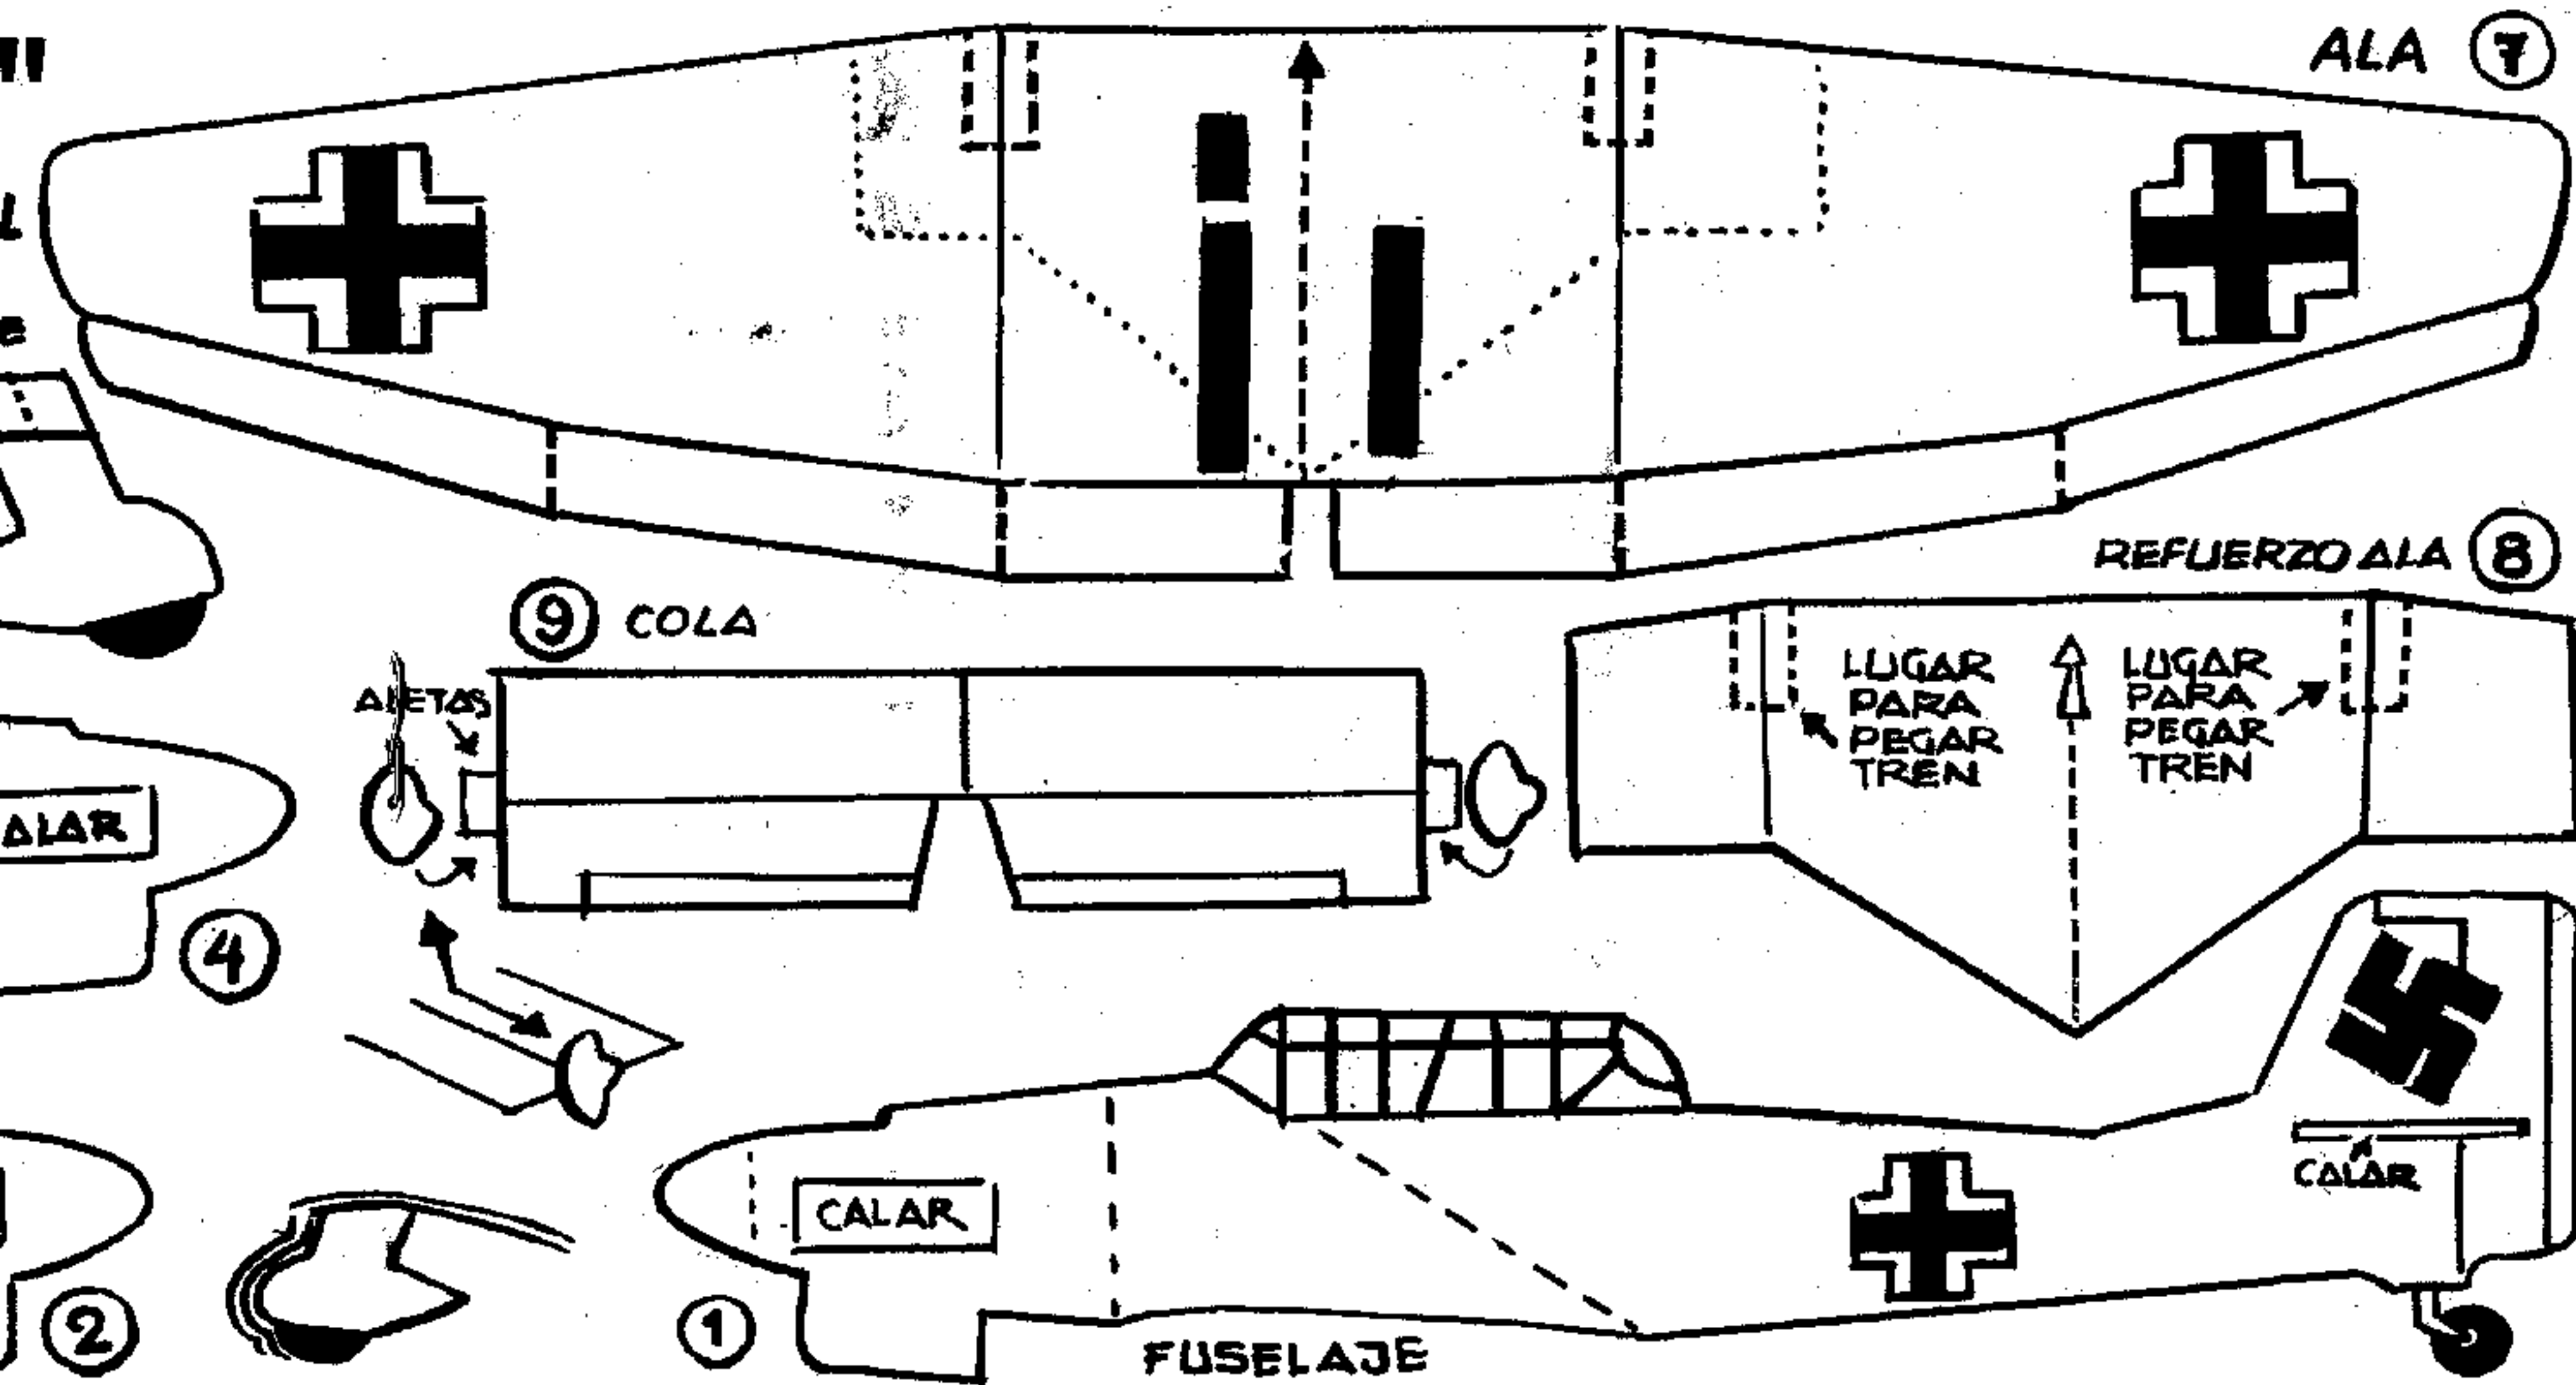 ALA 7
REFUERZO ALA 8
9 COLA
ALETAS
LUGAR
PARA
PEGAR
TREN
LUGAR
PARA
PEGAR
TREN
ALAR
4
CALAR
CALAR
2
1
FUSELAJE